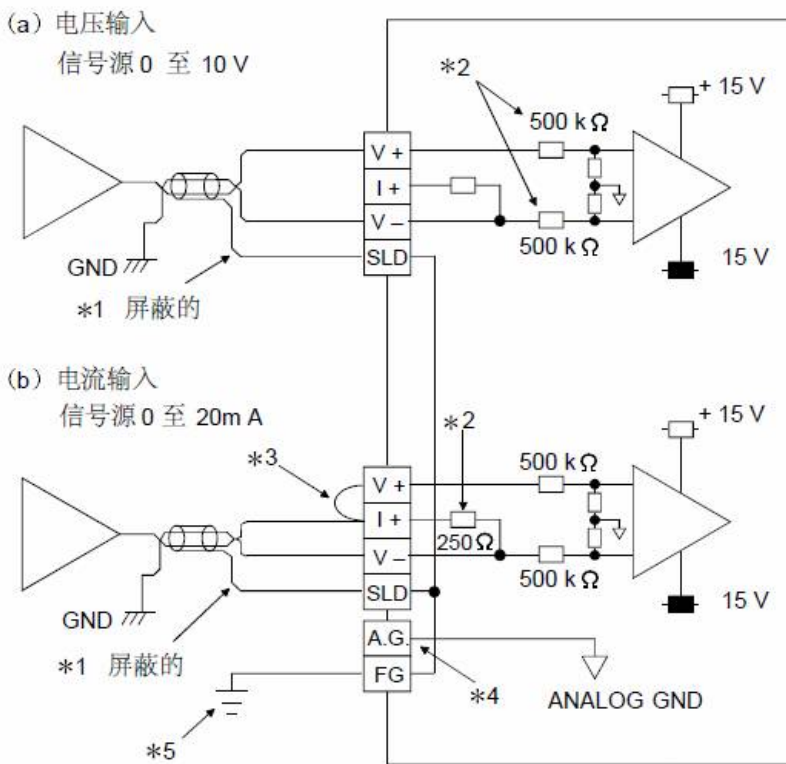 (a) 电压输入
信号源 0 至 10 V
*2
+ 15 V
500 kΩ
V +
I +
V –
500 kΩ
SLD
GND
15 V
*1 屏蔽的
(b) 电流输入
信号源 0 至 20m A
*2
+ 15 V
*3
500 kΩ
V +
I +
250Ω
V –
500 kΩ
SLD
15 V
GND
A.G.
*1 屏蔽的
FG
*4
ANALOG GND
*5